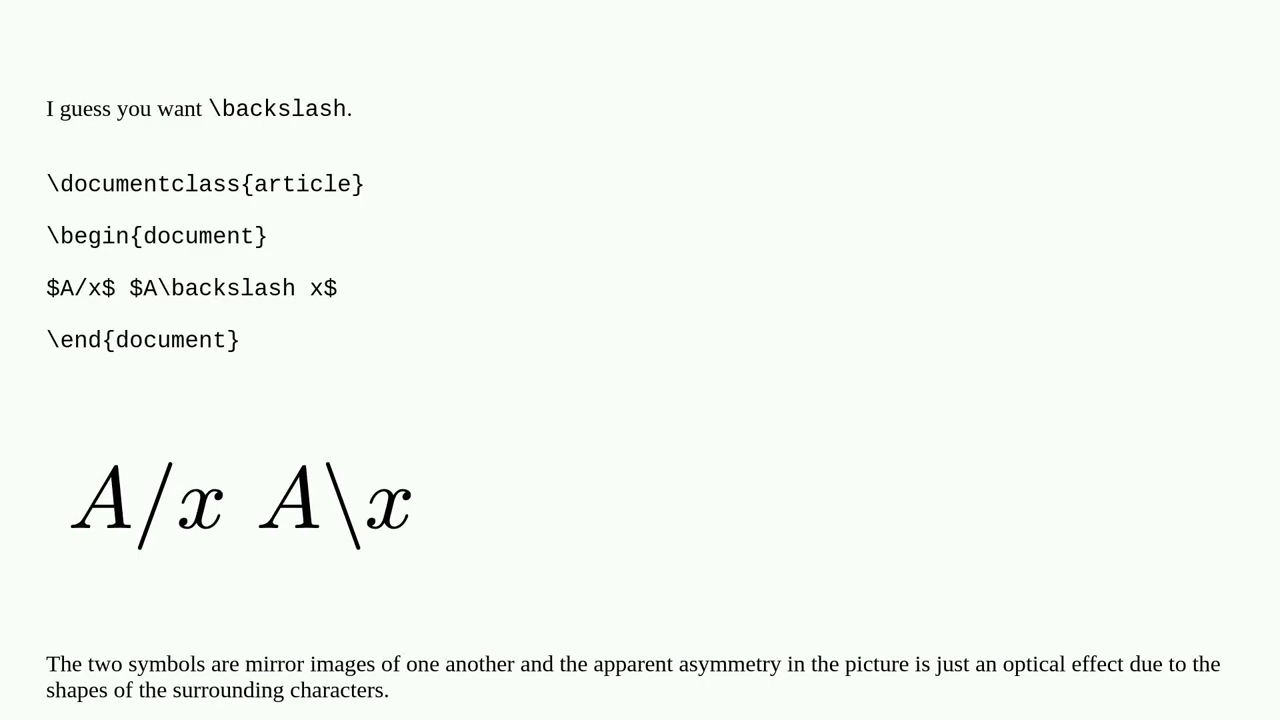 I guess you want \backslash.
\documentclass{article}
\begin{document}
$A/x$ $A\backslash x$
\end{document}
A/x A\x
The two symbols are mirror images of one another and the apparent asymmetry in the picture is just an optical effect due to the
shapes of the surrounding characters.